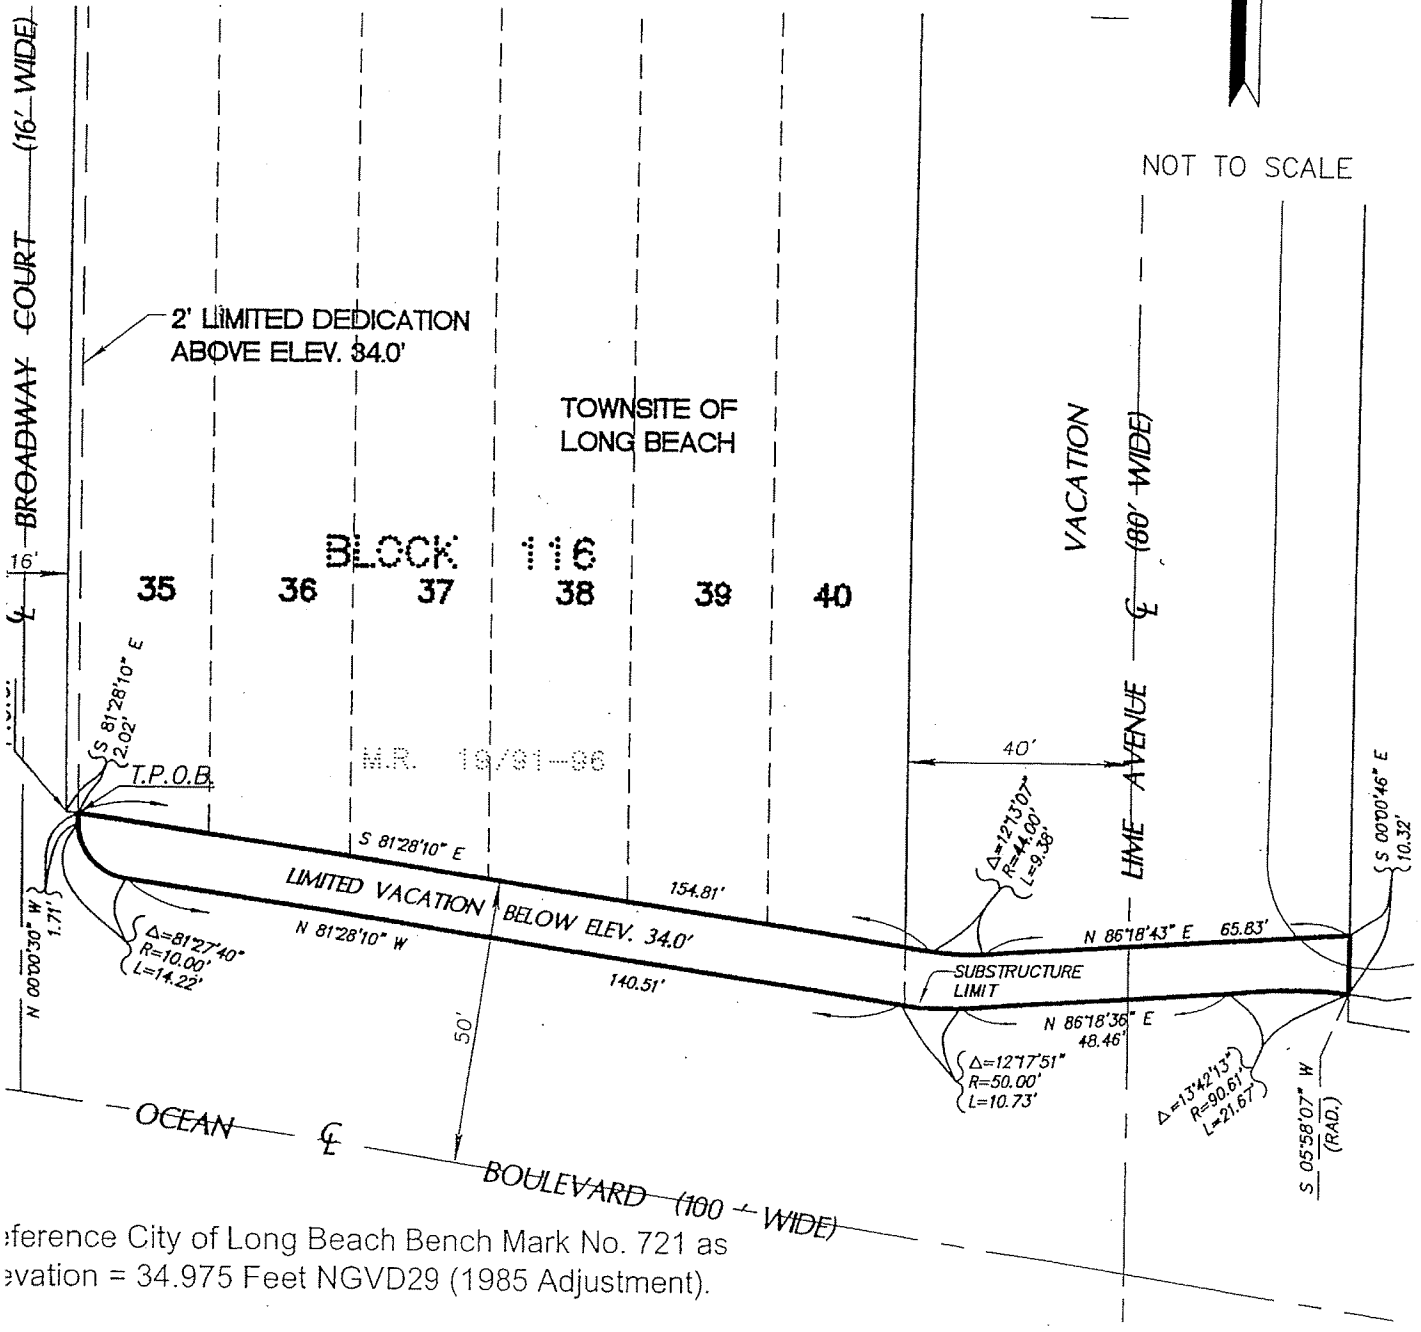 BROADWAY COURT (16' WIDE)
NOT TO SCALE
2' LIMITED DEDICATION
ABOVE ELEV. 34.0'
TOWNSITE OF
LONG BEACH
VACATION
LIME AVENUE ℄ (80' WIDE)
BLOCK 116
16'
℄
35 36 37 38 39 40
S 81°28'10" E
2.02'
T.P.O.B.
M.R. 19/91-96
40'
S 81°28'10" E
154.81'
LIMITED VACATION BELOW ELEV. 34.0'
N 81°28'10" W
140.51'
N 00°00'30" W
1.71'
Δ=81°27'40"
R=10.00'
L=14.22'
Δ=12°13'07"
R=44.00'
L=9.38'
S 00°00'46" E
10.32'
N 86°18'43" E 65.83'
SUBSTRUCTURE
LIMIT
N 86°18'36" E
48.46'
50'
Δ=12°17'51"
R=50.00'
L=10.73'
Δ=13°42'13"
R=90.61'
L=21.67'
S 05°58'07" W
(RAD.)
OCEAN ℄ BOULEVARD (100' WIDE)
eference City of Long Beach Bench Mark No. 721 as
evation = 34.975 Feet NGVD29 (1985 Adjustment).